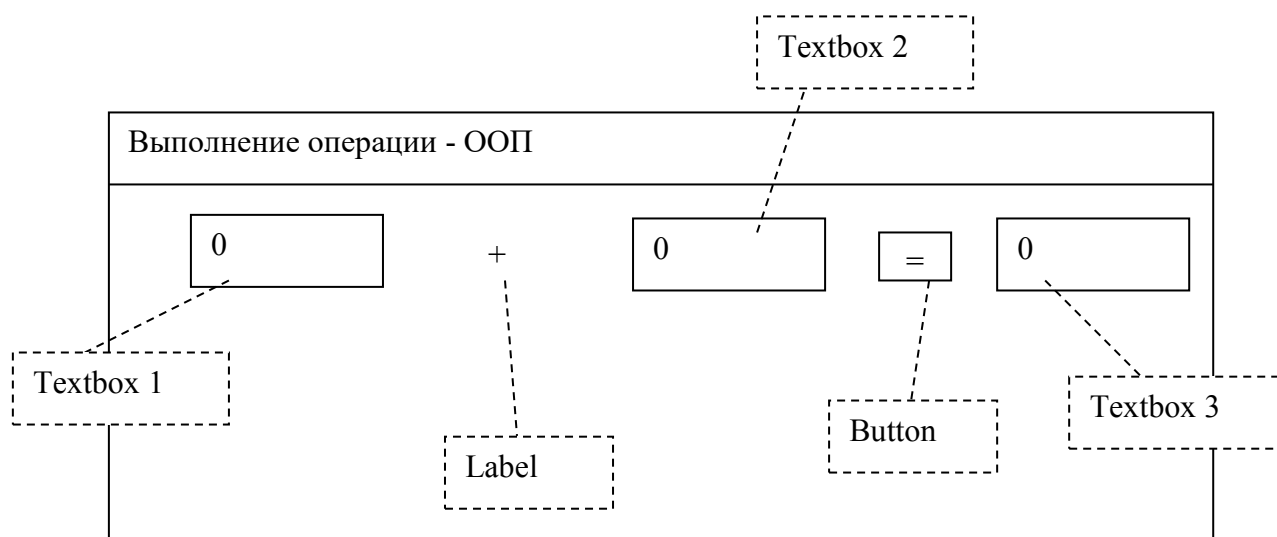 Textbox 2
Выполнение операции - ООП
0
+
0
=
0
Textbox 1
Textbox 3
Button
Label